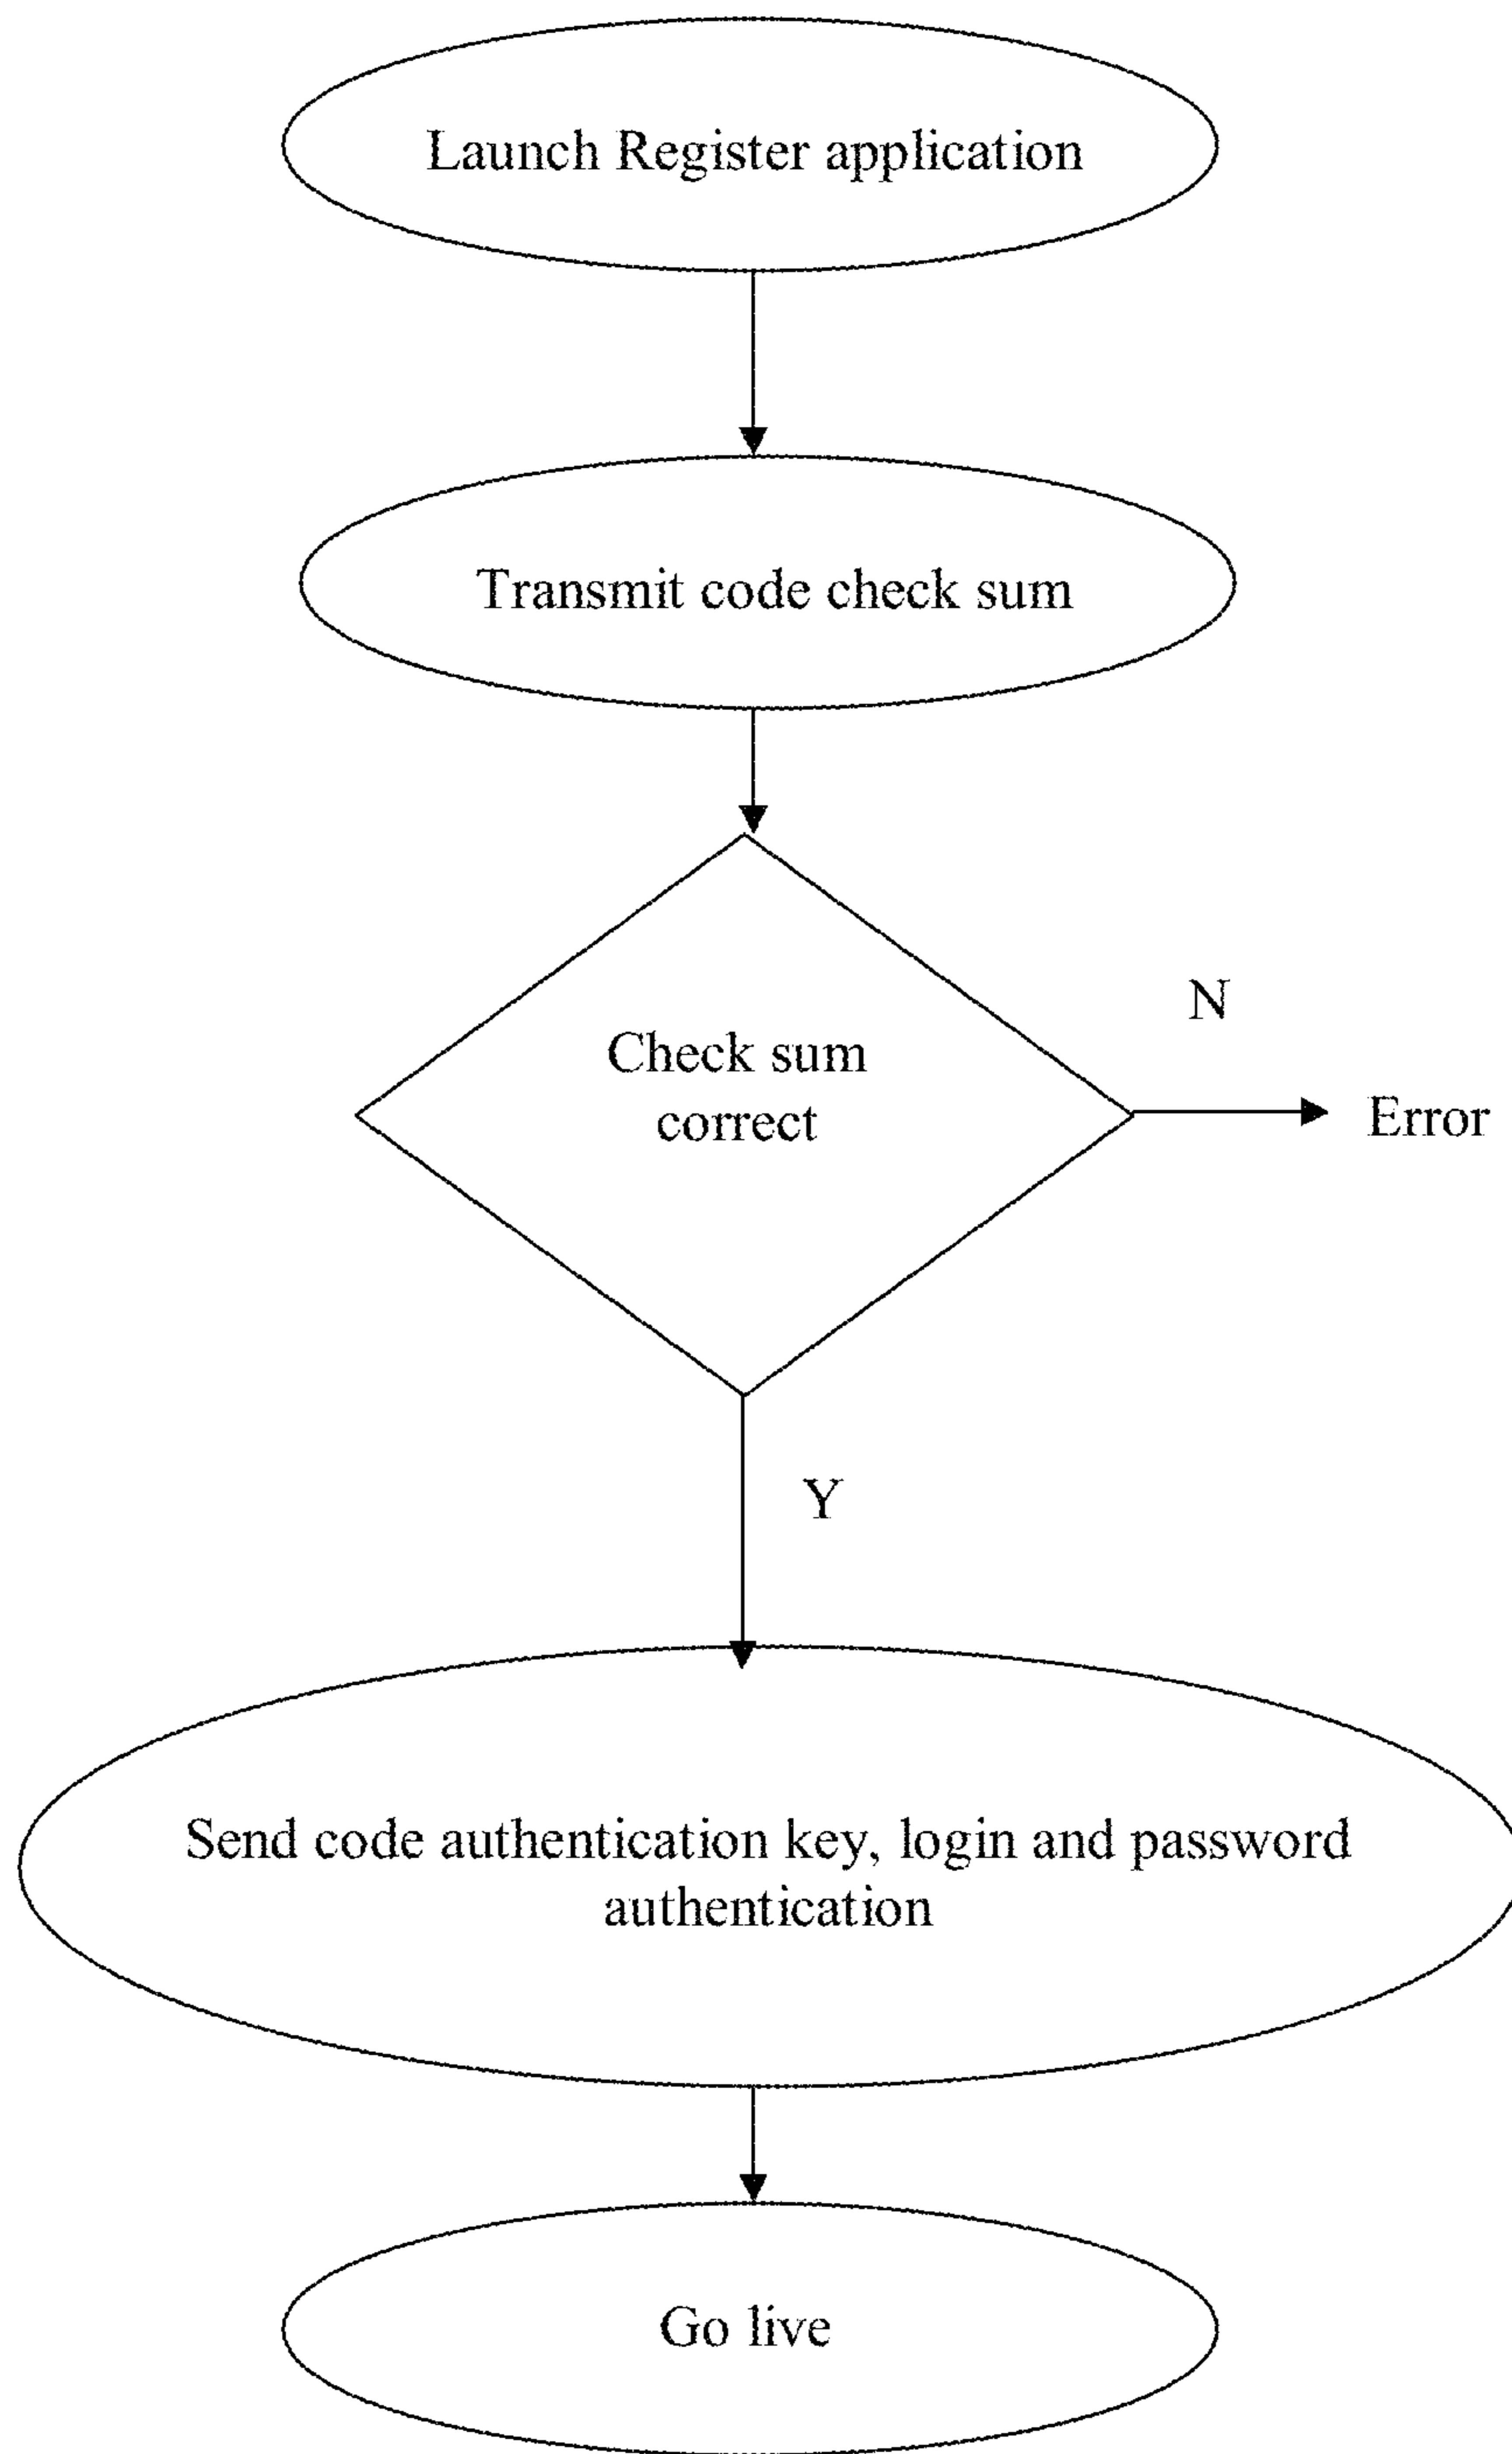 Launch Register application
Transmit code check sum
Check sum
correct
N
Error
Y
Send code authentication key, login and password
authentication
Go live